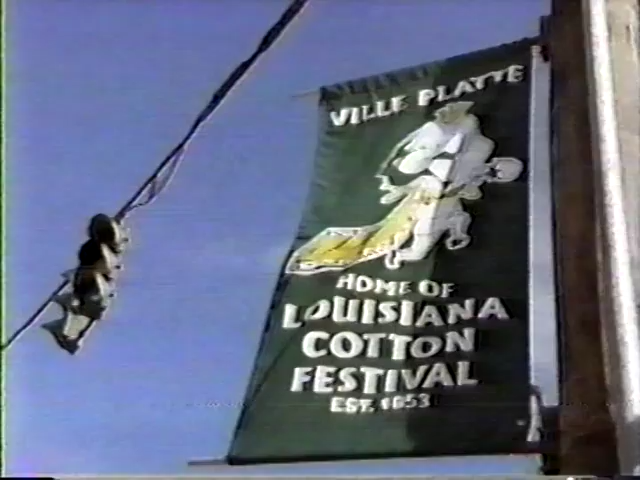 VILLE PLATTE
HOME OF
LOUISIANA
COTTON
FESTIVAL
EST. 1953